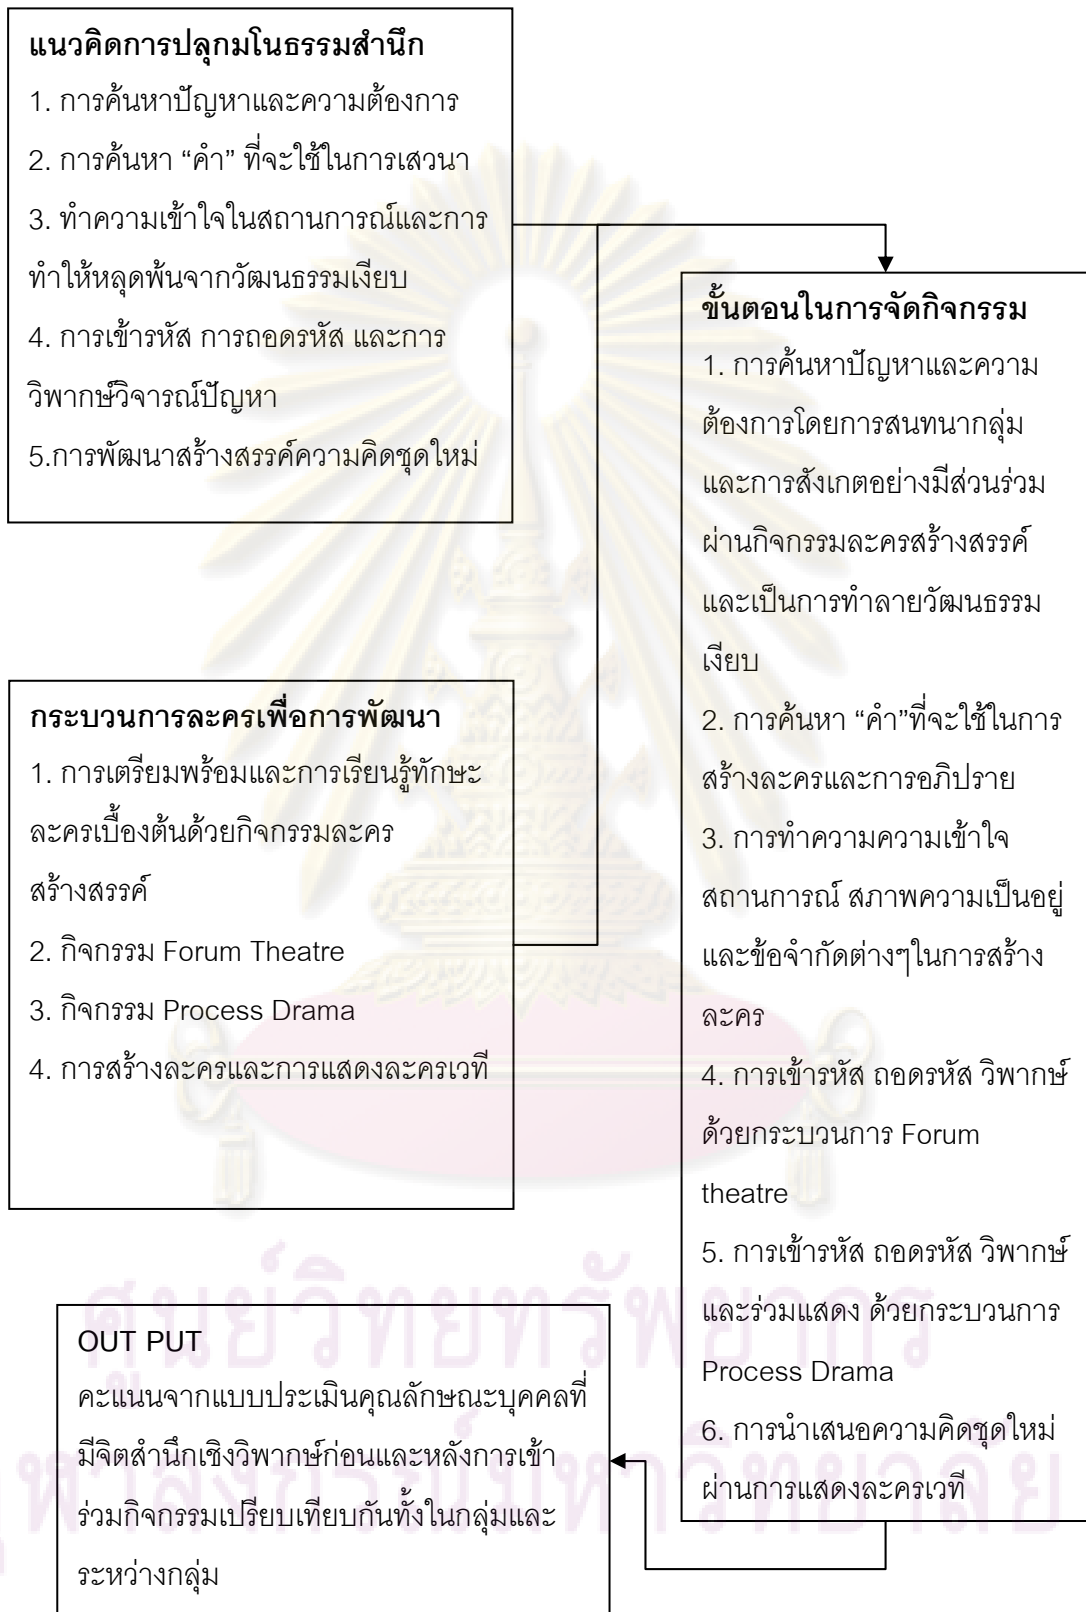 แนวคิดการปลุกมโนธรรมสำนึก
1. การค้นหาปัญหาและความต้องการ
2. การค้นหา “คำ” ที่จะใช้ในการเสวนา
3. ทำความเข้าใจในสถานการณ์และการ
ทำให้หลุดพ้นจากวัฒนธรรมเงียบ
4. การเข้ารหัส การถอดรหัส และการ
วิพากษ์วิจารณ์ปัญหา
5.การพัฒนาสร้างสรรค์ความคิดชุดใหม่
กระบวนการละครเพื่อการพัฒนา
1. การเตรียมพร้อมและการเรียนรู้ทักษะ
ละครเบื้องต้นด้วยกิจกรรมละคร
สร้างสรรค์
2. กิจกรรม Forum Theatre
3. กิจกรรม Process Drama
4. การสร้างละครและการแสดงละครเวที
ขั้นตอนในการจัดกิจกรรม
1. การค้นหาปัญหาและความ
ต้องการโดยการสนทนากลุ่ม
และการสังเกตอย่างมีส่วนร่วม
ผ่านกิจกรรมละครสร้างสรรค์
และเป็นการทำลายวัฒนธรรม
เงียบ
2. การค้นหา “คำ”ที่จะใช้ในการ
สร้างละครและการอภิปราย
3. การทำความความเข้าใจ
สถานการณ์ สภาพความเป็นอยู่
และข้อจำกัดต่างๆในการสร้าง
ละคร
4. การเข้ารหัส ถอดรหัส วิพากษ์
ด้วยกระบวนการ Forum
theatre
5. การเข้ารหัส ถอดรหัส วิพากษ์
และร่วมแสดง ด้วยกระบวนการ
Process Drama
6. การนำเสนอความคิดชุดใหม่
ผ่านการแสดงละครเวที
OUT PUT
คะแนนจากแบบประเมินคุณลักษณะบุคคลที่
มีจิตสำนึกเชิงวิพากษ์ก่อนและหลังการเข้า
ร่วมกิจกรรมเปรียบเทียบกันทั้งในกลุ่มและ
ระหว่างกลุ่ม
ศูนย์วิทยทรัพยากร
จุฬาลงกรณ์มหาวิทยาลัย